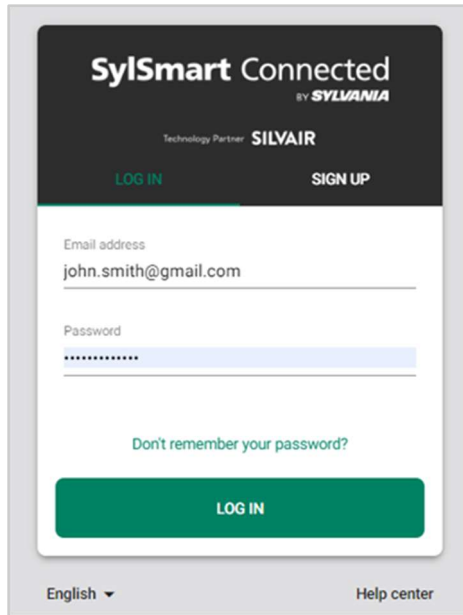 SylSmart Connected
BY SYLVANIA
Technology Partner SILVAIR
LOG IN SIGN UP
Email address
john.smith@gmail.com
Password
•••••••••••••
Don't remember your password?
LOG IN
English Help center